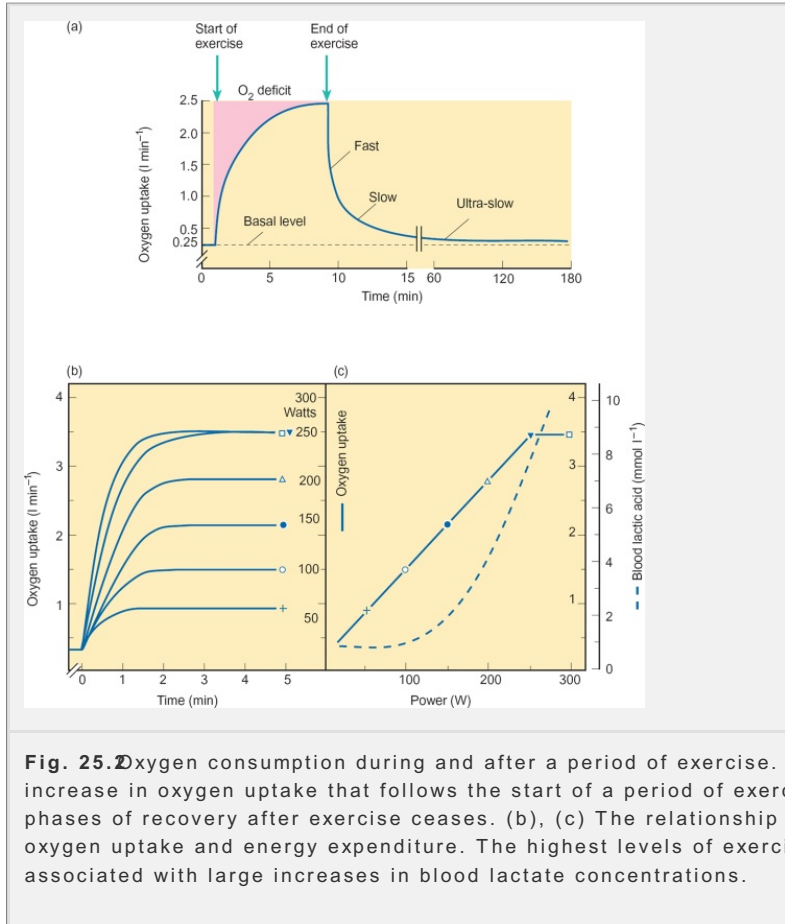 (a)
Start of
exercise
End of
exercise
O2 deficit
2.5
2.0
1.5
1.0
0.5
0.25
Oxygen uptake (l min−1)
Fast
Slow
Ultra-slow
Basal level
0 5 10 15 60 120 180
Time (min)
(b)
4
3
2
1
Oxygen uptake (l min−1)
300
Watts
250
200
150
100
50
0 1 2 3 4 5
Time (min)
(c)
Oxygen uptake
4
3
2
1
10
8
6
4
2
0
Blood lactic acid (mmol l−1)
100 200 300
Power (W)
Fig. 25.2 Oxygen consumption during and after a period of exercise.
increase in oxygen uptake that follows the start of a period of exerc
phases of recovery after exercise ceases. (b), (c) The relationship
oxygen uptake and energy expenditure. The highest levels of exerci
associated with large increases in blood lactate concentrations.